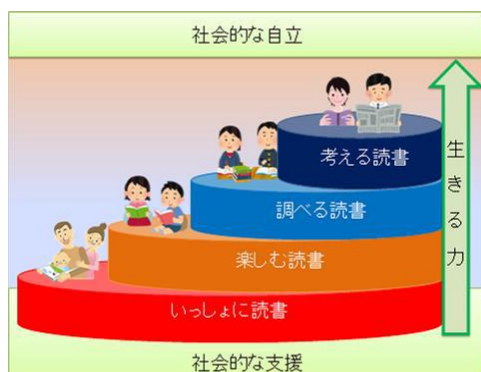 社会的な自立
考える読書
調べる読書
楽しむ読書
いっしょに読書
生きる力
社会的な支援